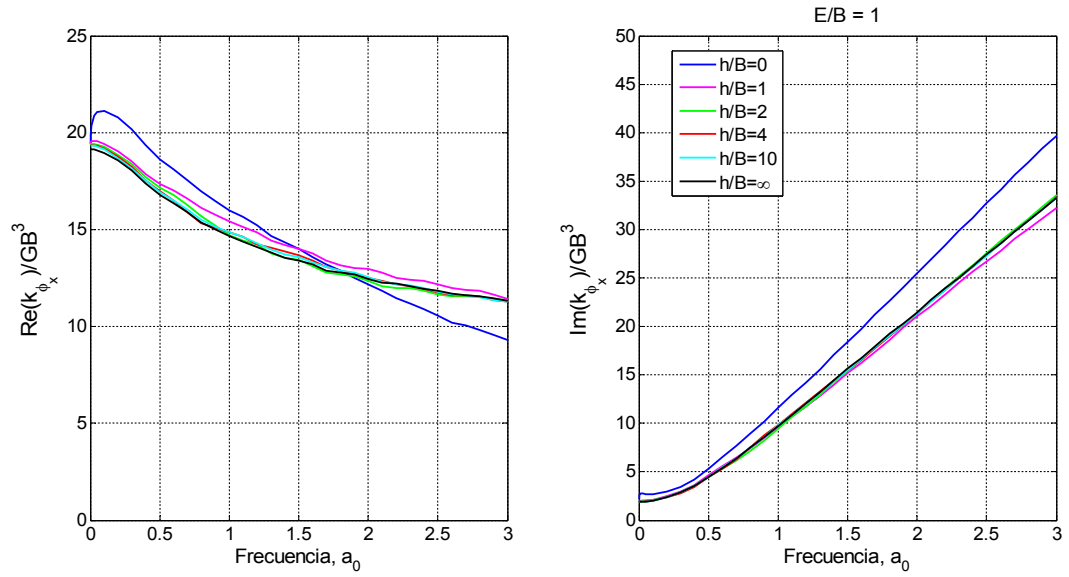 25
20
15
10
5
0
0
0.5
1
1.5
2
2.5
3
Frecuencia, a₀
Re(k_ϕₓ)/GB³
E/B = 1
50
45
40
35
30
25
20
15
10
5
0
0
0.5
1
1.5
2
2.5
3
Frecuencia, a₀
Im(k_ϕₓ)/GB³
h/B=0
h/B=1
h/B=2
h/B=4
h/B=10
h/B=∞